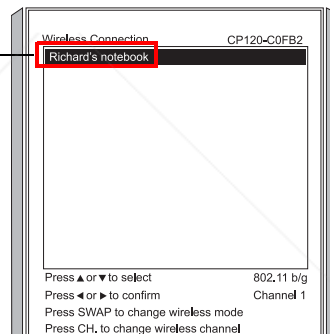 Wireless Connection CP120-C0FB2
Richard's notebook
Press ▲ or ▼ to select 802.11 b/g
Press ◄ or ► to confirm Channel 1
Press SWAP to change wireless mode
Press CH. to change wireless channel